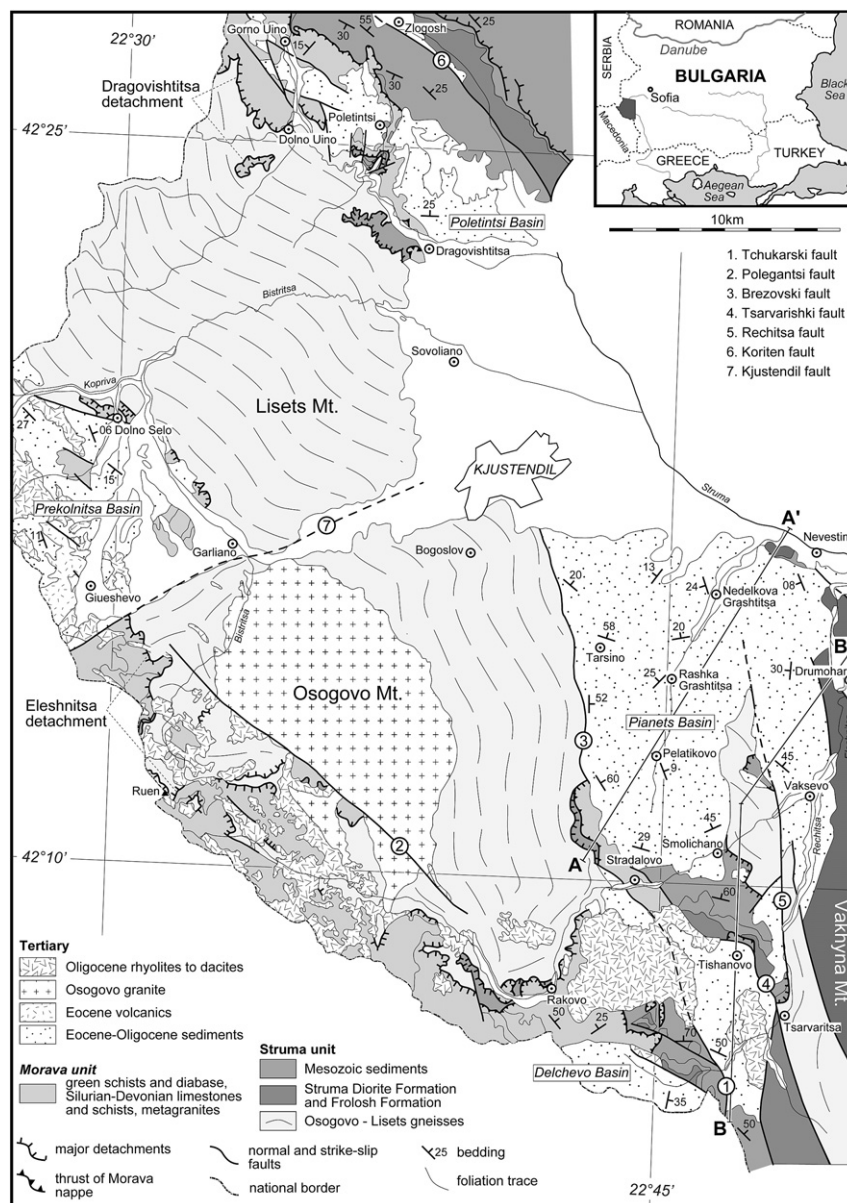 22°30'
Gorno Uino
15
30
55
Zlogosh
25
6
Dragovishtitsa
detachment
30
25
Poletintsi
42°25'
Dolno Uino
25
Poletintsi Basin
Dragovishtitsa
ROMANIA
Danube
SERBIA
BULGARIA
Black
Sea
Sofia
Macedonia
GREECE
TURKEY
Aegean
Sea
10km
1. Tchukarski fault
2. Polegantsi fault
3. Brezovski fault
4. Tsarvarishki fault
5. Rechitsa fault
6. Koriten fault
7. Kjustendil fault
Bistritsa
Sovoliano
Kopriva
Lisets Mt.
27
06 Dolno Selo
15
KJUSTENDIL
Struma
Prekolnitsa Basin
7
A'
11
Garliano
Bogoslov
Nevestin
Giueshevo
20
13
24
Nedelkova
Grashtitsa
08
Bistritsa
58
20
B'
Tarsino
30
Drumohar
Osogovo Mt.
25
Rashka
Grashtitsa
Eleshnitsa
detachment
52
Pianets Basin
3
Pelatikovo
9
45
Ruen
60
Vaksevo
Rechitsa
2
45
42°10'
29
Smolichano
A
Stradalovo
60
5
Vakhyna Mt.
Tishanovo
4
Rakovo
Tsarvaritsa
50
25
70
50
Delchevo Basin
1
35
B
50
22°45'
Tertiary
Oligocene rhyolites to dacites
Osogovo granite
Eocene volcanics
Eocene-Oligocene sediments
Morava unit
green schists and diabase,
Silurian-Devonian limestones
and schists, metagranites
Struma unit
Mesozoic sediments
Struma Diorite Formation
and Frolosh Formation
Osogovo - Lisets gneisses
major detachments
normal and strike-slip
faults
25 bedding
thrust of Morava
nappe
national border
foliation trace